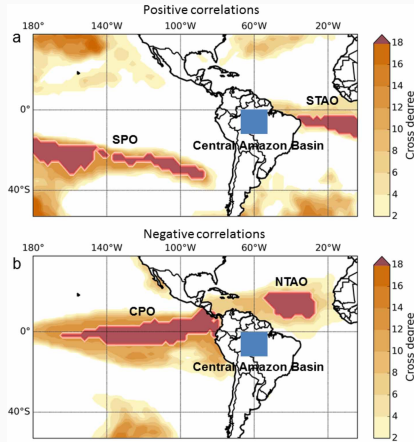 Positive correlations
180° 140°W 100°W 60°W 20°W
a
0°
40°S
STAO
SPO
Central Amazon Basin
18
16
14
12
10
8
6
4
2
Cross degree
Negative correlations
180° 140°W 100°W 60°W 20°W
b
0°
40°S
NTAO
CPO
Central Amazon Basin
18
16
14
12
10
8
6
4
2
Cross degree